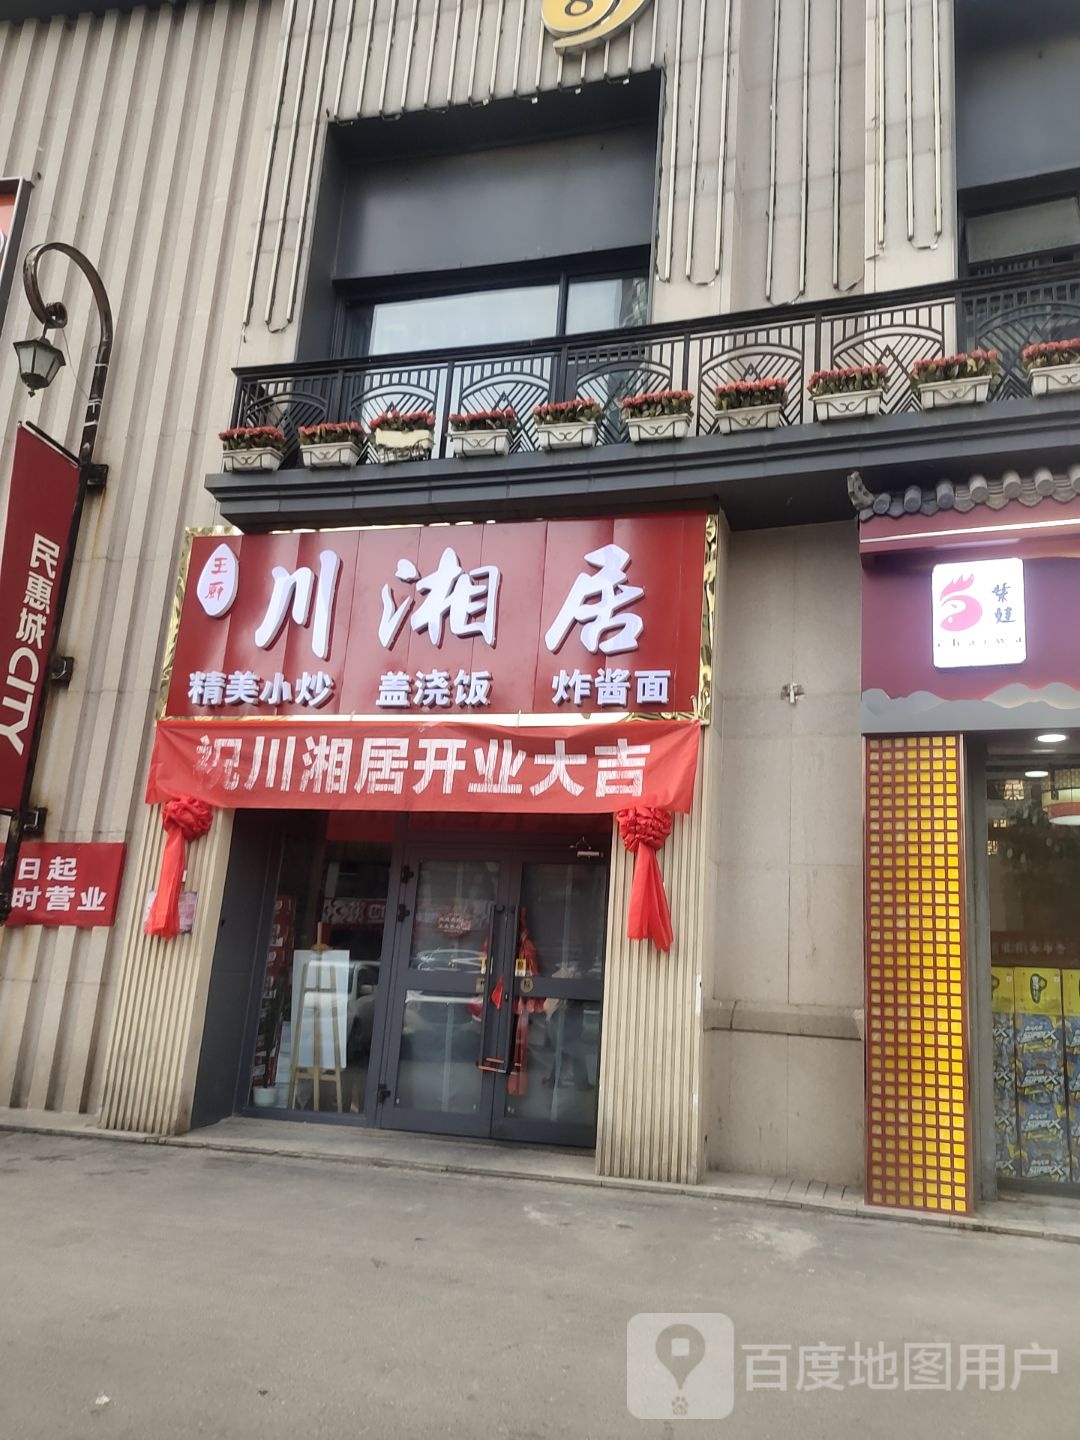 王厨
川湘居
精美小炒 盖浇饭 炸酱面
祝川湘居开业大吉
民惠城CITY
日起
时营业
chaiwa
百度地图用户